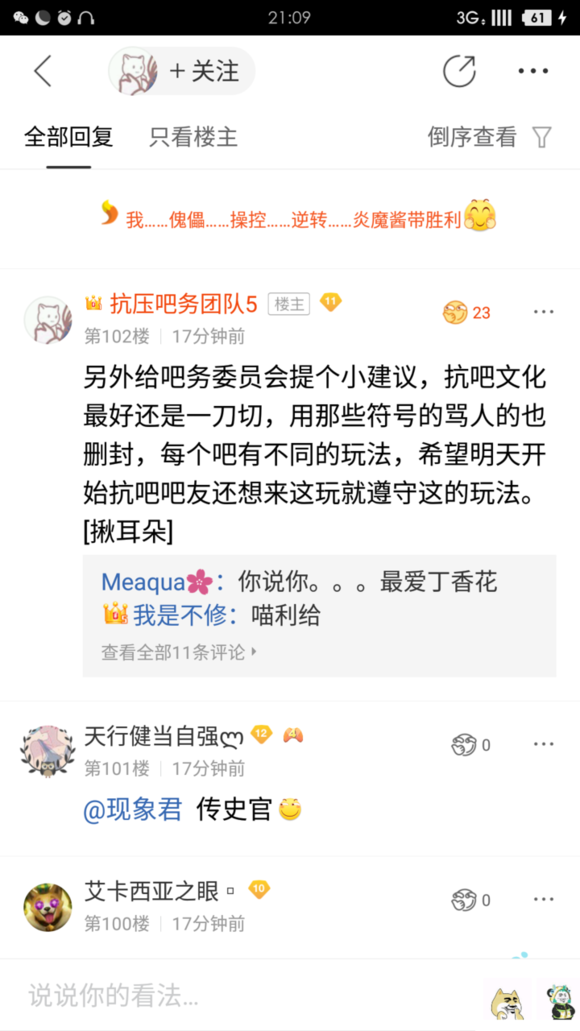 21:09
3G
61
+ 关注
全部回复
只看楼主
倒序查看
我……傀儡……操控……逆转……炎魔酱带胜利
抗压吧务团队5
楼主
11
23
第102楼
17分钟前
另外给吧务委员会提个小建议，抗吧文化
最好还是一刀切，用那些符号的骂人的也
删封，每个吧有不同的玩法，希望明天开
始抗吧吧友还想来这玩就遵守这的玩法。
[揪耳朵]
Meaqua：你说你。。。最爱丁香花
我是不修：喵利给
查看全部11条评论
天行健当自强ღ
12
4
0
第101楼
17分钟前
@现象君 传史官
艾卡西亚之眼▫
10
0
第100楼
17分钟前
说说你的看法...